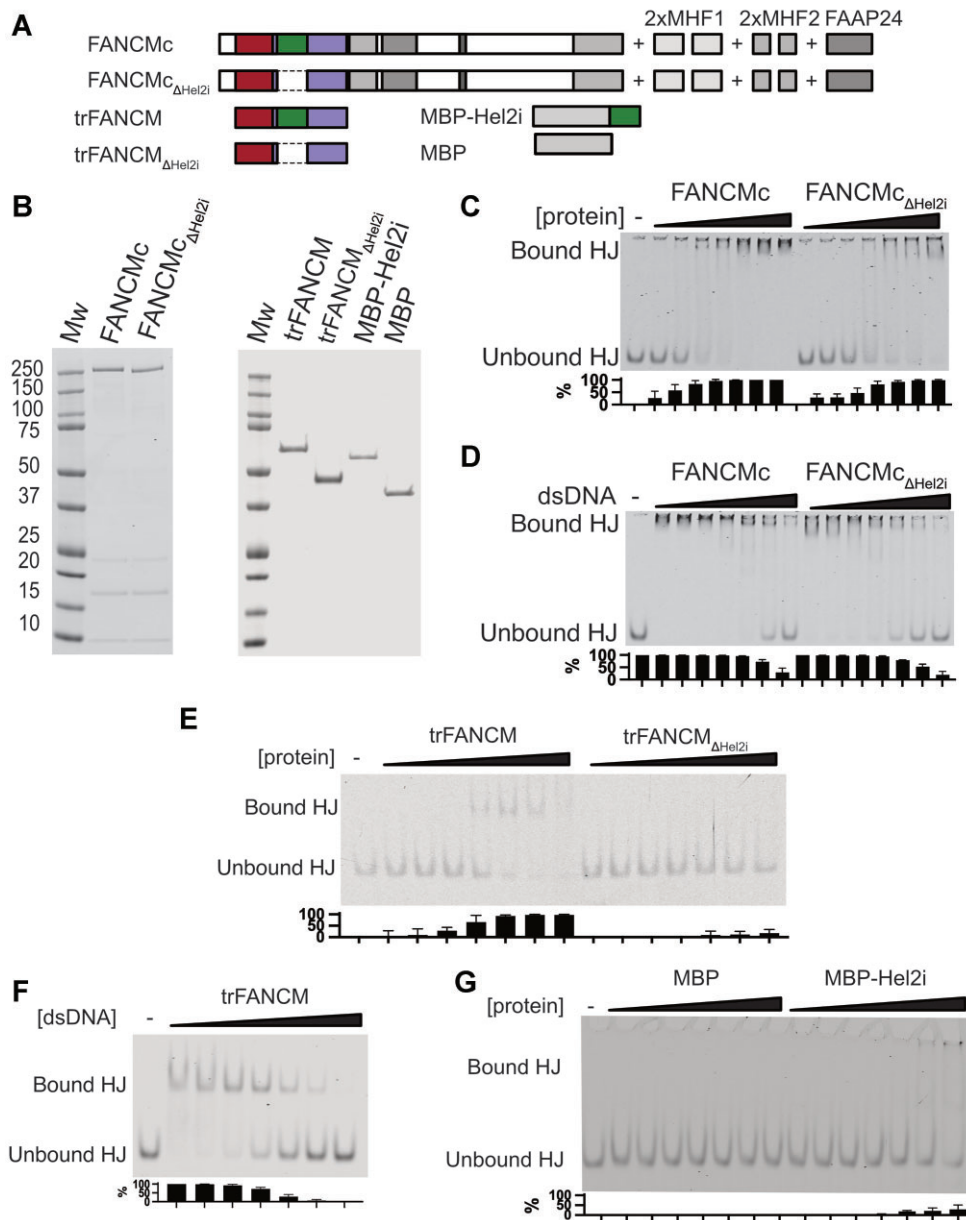 A
2xMHF1 2xMHF2 FAAP24
FANCMc + + +
FANCMcΔHel2i + + +
trFANCM MBP-Hel2i
trFANCMΔHel2i MBP
B
Mw FANCMc FANCMcΔHel2i
250
150
100
75
50
37
25
20
15
10
Mw trFANCM trFANCMΔHel2i MBP-Hel2i MBP
C
FANCMc FANCMcΔHel2i
[protein] -
Bound HJ
Unbound HJ
% 100 50 0
D
FANCMc FANCMcΔHel2i
dsDNA -
Bound HJ
Unbound HJ
% 100 50 0
E
trFANCM trFANCMΔHel2i
[protein] -
Bound HJ
Unbound HJ
100
50
0
F
trFANCM
[dsDNA] -
Bound HJ
Unbound HJ
% 100 50 0
G
MBP MBP-Hel2i
[protein] -
Bound HJ
Unbound HJ
% 100 50 0